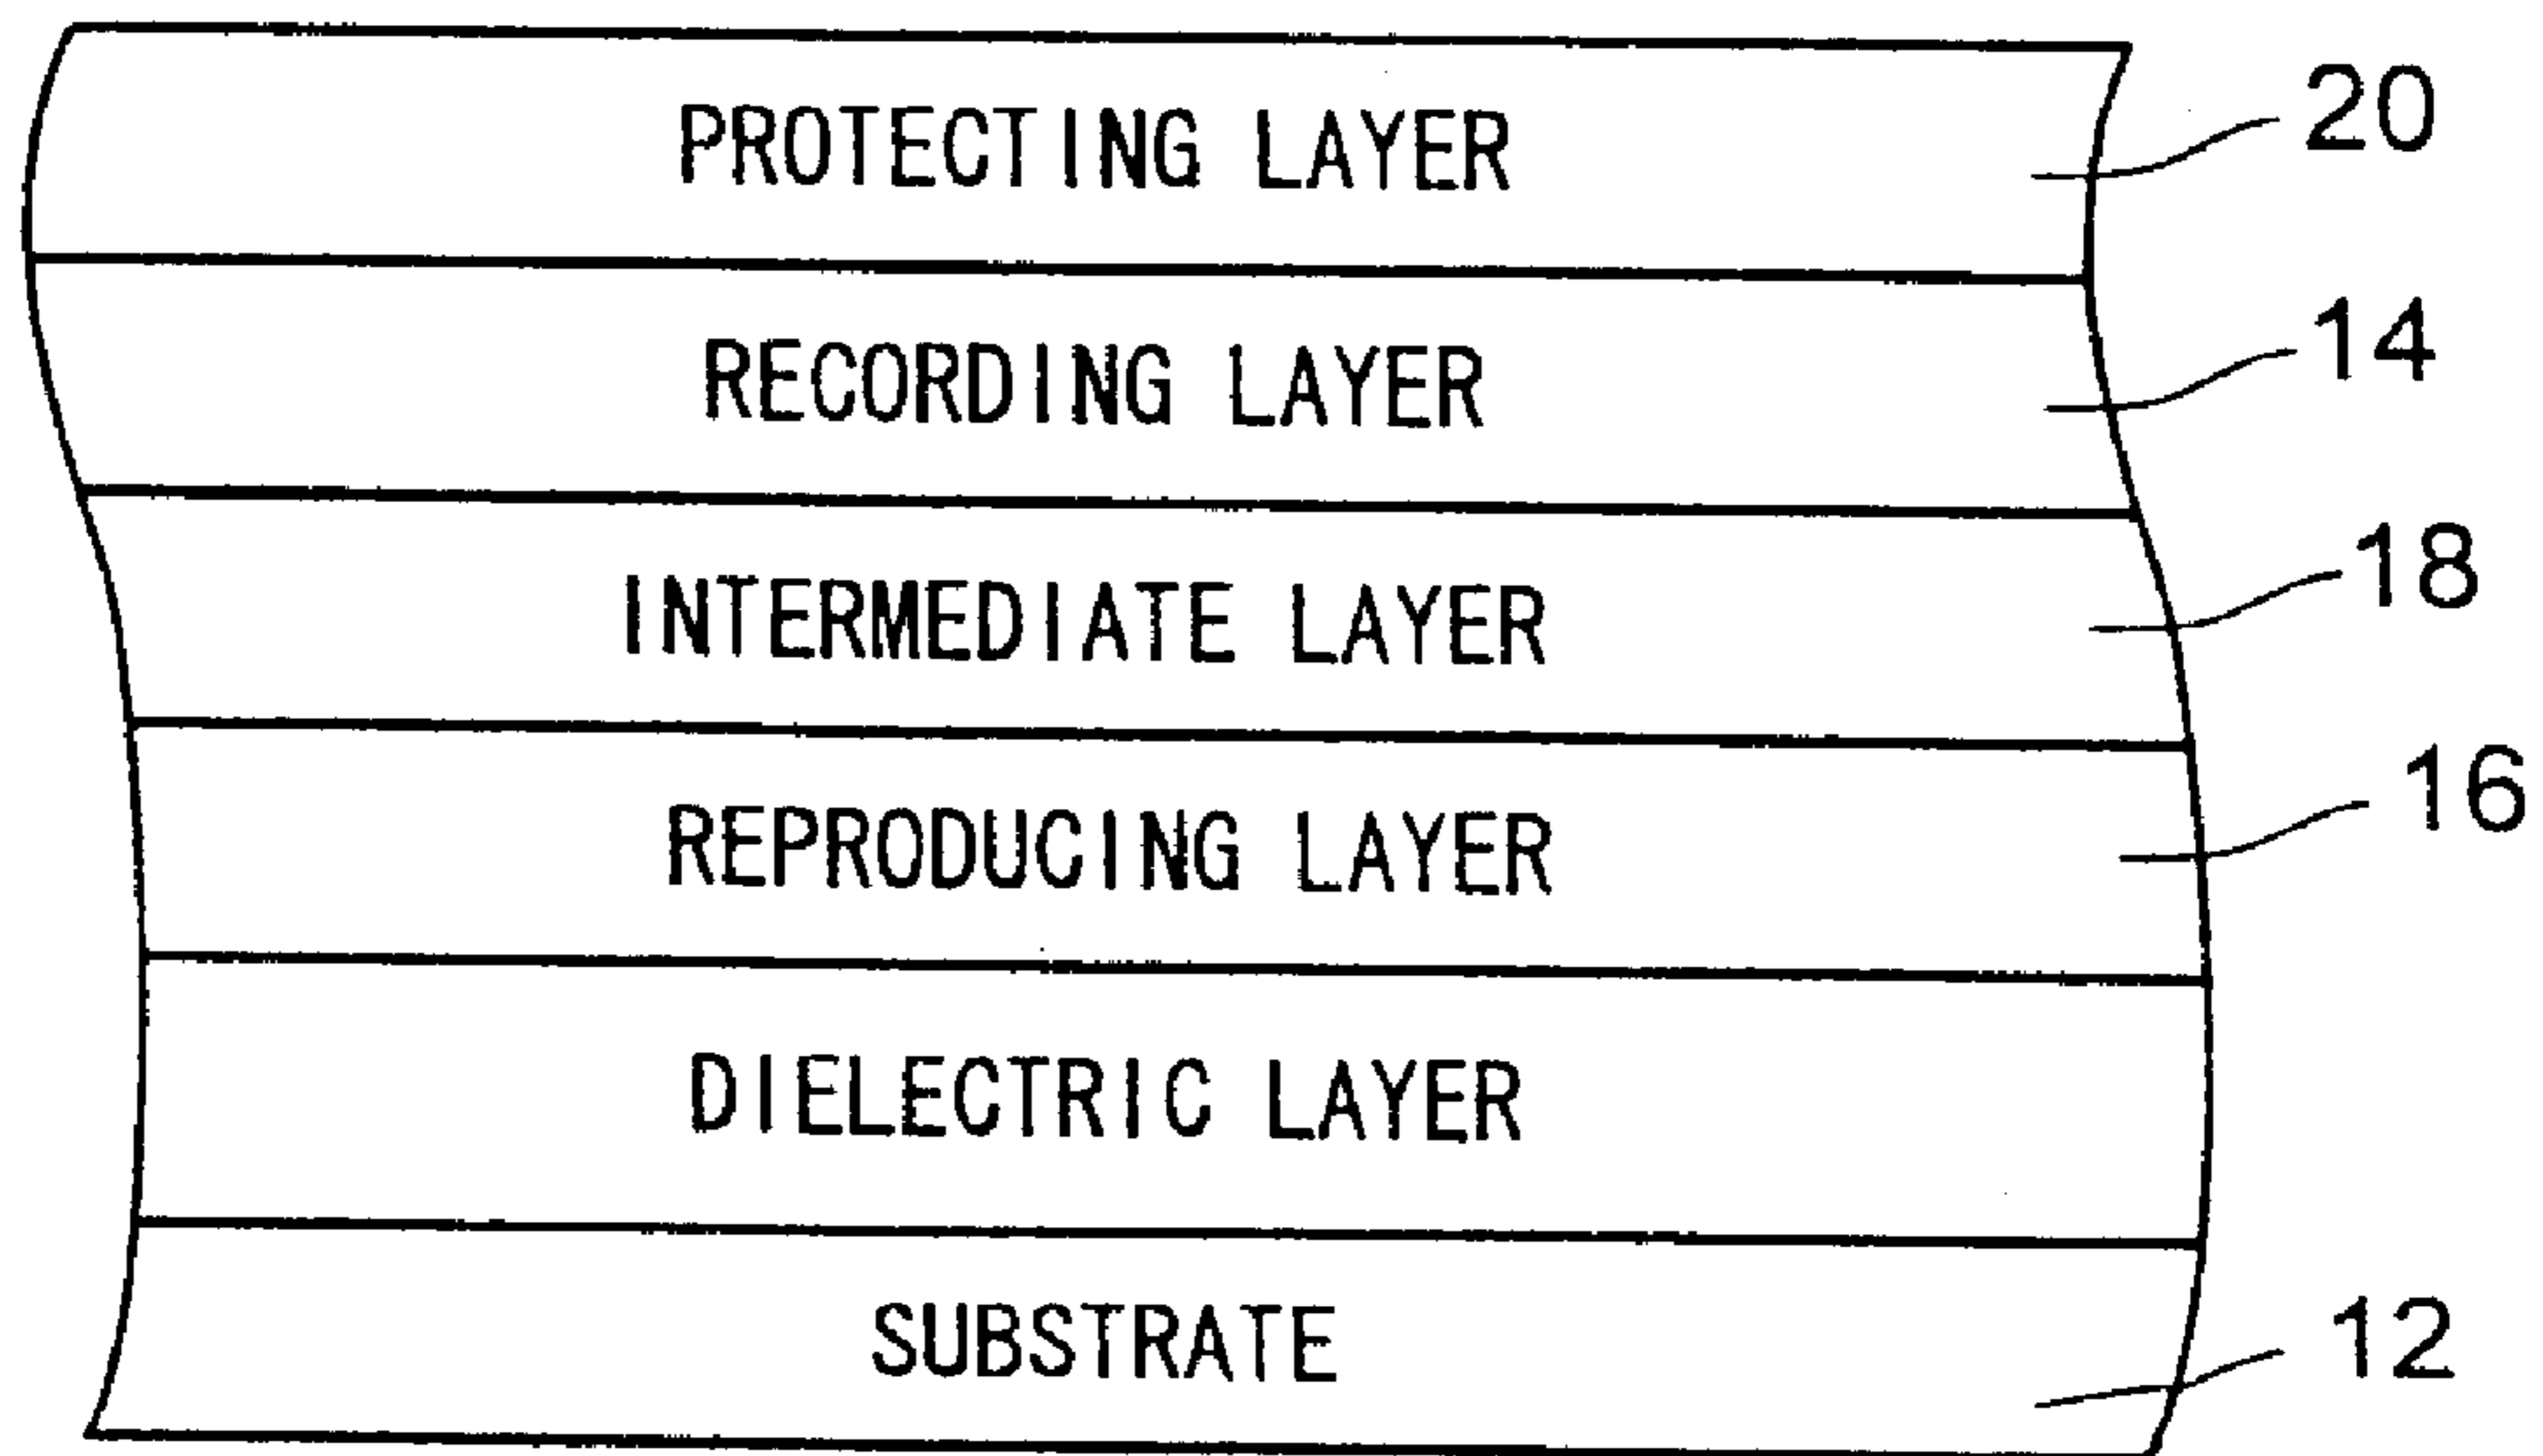 PROTECTING LAYER 20
RECORDING LAYER 14
INTERMEDIATE LAYER 18
REPRODUCING LAYER 16
DIELECTRIC LAYER
SUBSTRATE 12